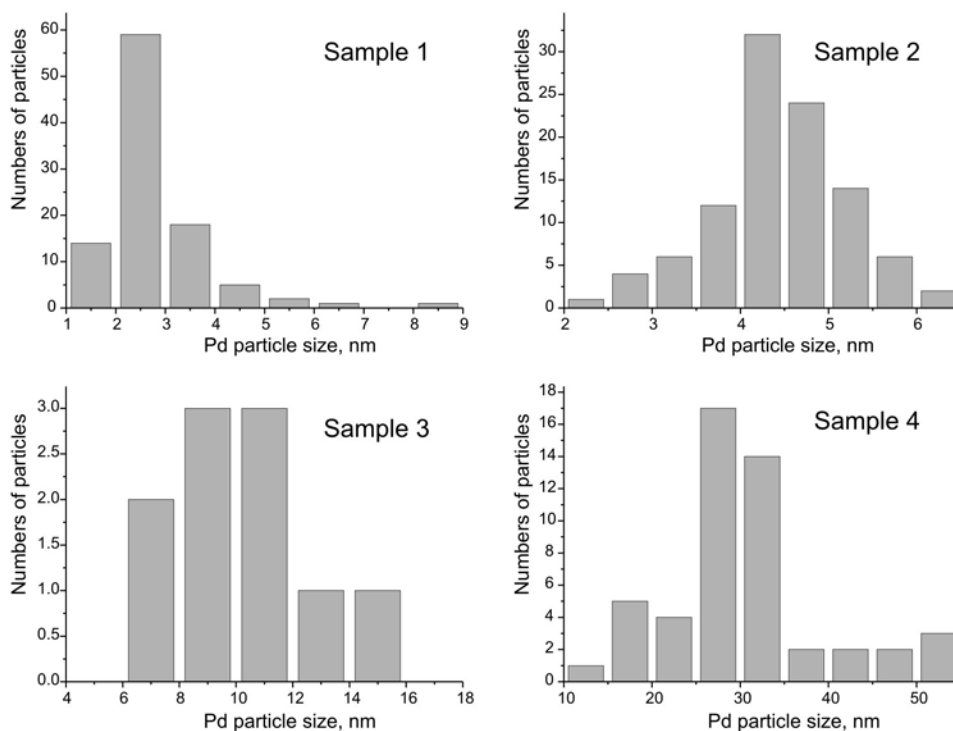 Sample 1
Numbers of particles
60
50
40
30
20
10
0
1 2 3 4 5 6 7 8 9
Pd particle size, nm
Sample 2
Numbers of particles
30
25
20
15
10
5
0
2 3 4 5 6
Pd particle size, nm
Sample 3
Numbers of particles
3.0
2.5
2.0
1.5
1.0
0.5
0.0
4 6 8 10 12 14 16 18
Pd particle size, nm
Sample 4
Numbers of particles
18
16
14
12
10
8
6
4
2
0
10 20 30 40 50
Pd particle size, nm